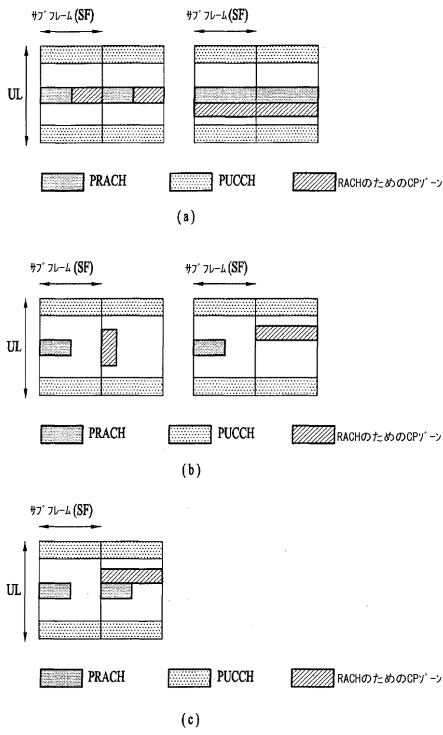 サブフレーム(SF)
サブフレーム(SF)
UL
PRACH
PUCCH
RACHのためのCPゾーン
(a)
サブフレーム(SF)
サブフレーム(SF)
UL
PRACH
PUCCH
RACHのためのCPゾーン
(b)
サブフレーム(SF)
UL
PRACH
PUCCH
RACHのためのCPゾーン
(c)